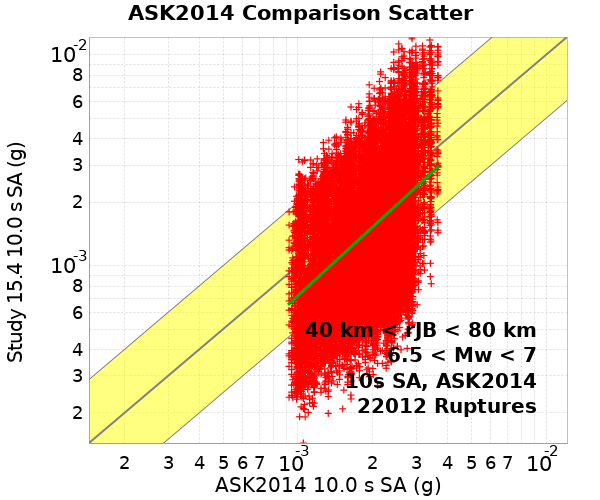 ASK2014 Comparison Scatter
10-2
8
6
4
3
2
10-3
8
6
4
3
2
Study 15.4 10.0 s SA (g)
40 km < rJB < 80 km
6.5 < Mw < 7
10s SA, ASK2014
22012 Ruptures
2 3 4 5 6 7 10-3 2 3 4 5 6 7 10-2
ASK2014 10.0 s SA (g)